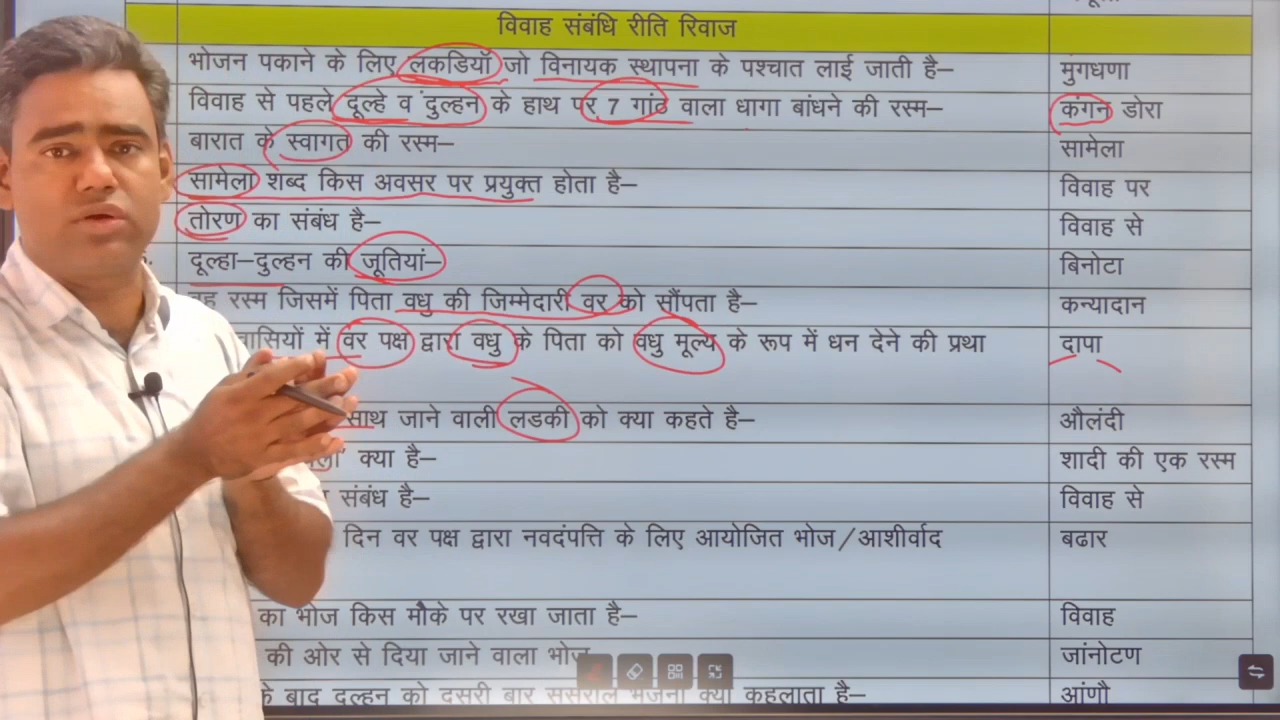 विवाह संबंधि रीति रिवाज
भोजन पकाने के लिए लकडियॉ जो विनायक स्थापना के पश्चात लाई जाती है– मुगधणा
विवाह से पहले दूल्हे व दुल्हन के हाथ पर 7 गांठ वाला धागा बांधने की रस्म– कंगन डोरा
बारात के स्वागत की रस्म– सामेला
सामेला शब्द किस अवसर पर प्रयुक्त होता है– विवाह पर
तोरण का संबंध है– विवाह से
दूल्हा–दुल्हन की जूतियां– बिनोटा
रस्म जिसमें पिता वधु की जिम्मेदारी वर को सौंपता है– कन्यादान
में वर पक्ष द्वारा वधु के पिता को वधु मूल्य के रूप में धन देने की प्रथा दापा
साथ जाने वाली लडकी को क्या कहते है– औलंदी
क्या है– शादी की एक रस्म
संबंध है– विवाह से
दिन वर पक्ष द्वारा नवदंपत्ति के लिए आयोजित भोज/आशीर्वाद बढार
का भोज किस मौके पर रखा जाता है– विवाह
की ओर से दिया जाने वाला भोज जांनोटण
के बाद दुल्हन को दूसरी बार ससुराल भेजना क्या कहलाता है– आंणौ